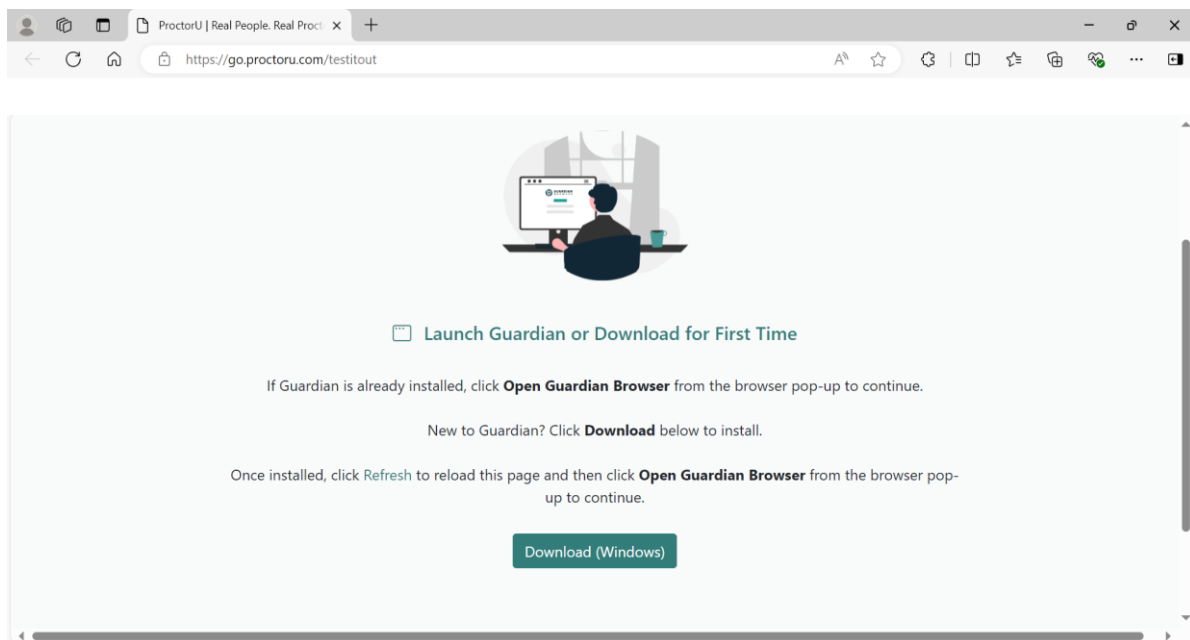 ProctorU | Real People. Real Proct
https://go.proctoru.com/testitout
Launch Guardian or Download for First Time
If Guardian is already installed, click Open Guardian Browser from the browser pop-up to continue.
New to Guardian? Click Download below to install.
Once installed, click Refresh to reload this page and then click Open Guardian Browser from the browser pop-
up to continue.
Download (Windows)